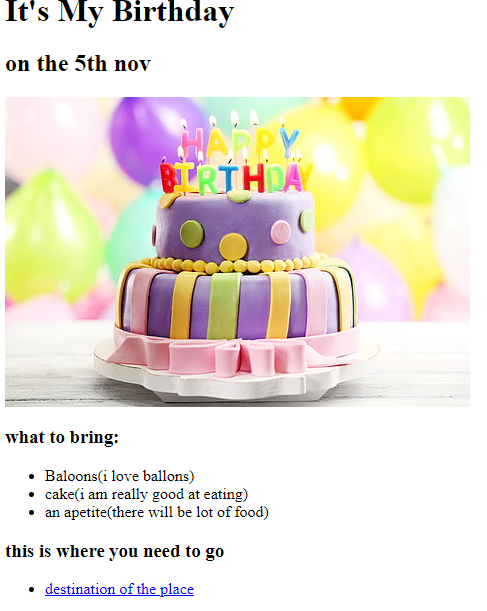 It's My Birthday
on the 5th nov
HAPPY
BIRTHDAY
what to bring:
Baloons(i love ballons)
cake(i am really good at eating)
an apetite(there will be lot of food)
this is where you need to go
destination of the place